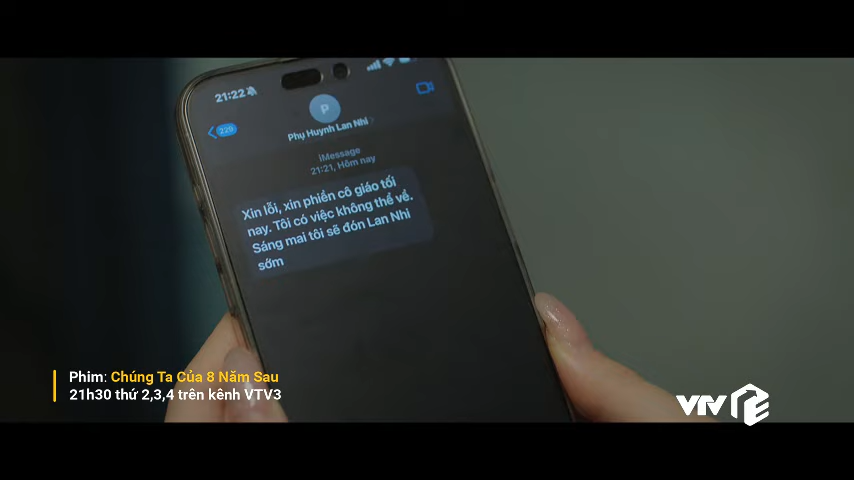 21:22
225
P
Phụ Huynh Lan Nhi
iMessage
21:21, Hôm nay
Xin lỗi, xin phiền cô giáo tối
nay. Tôi có việc không thể về.
Sáng mai tôi sẽ đón Lan Nhi
sớm
Phim: Chúng Ta Của 8 Năm Sau
21h30 thứ 2,3,4 trên kênh VTV3
VTV